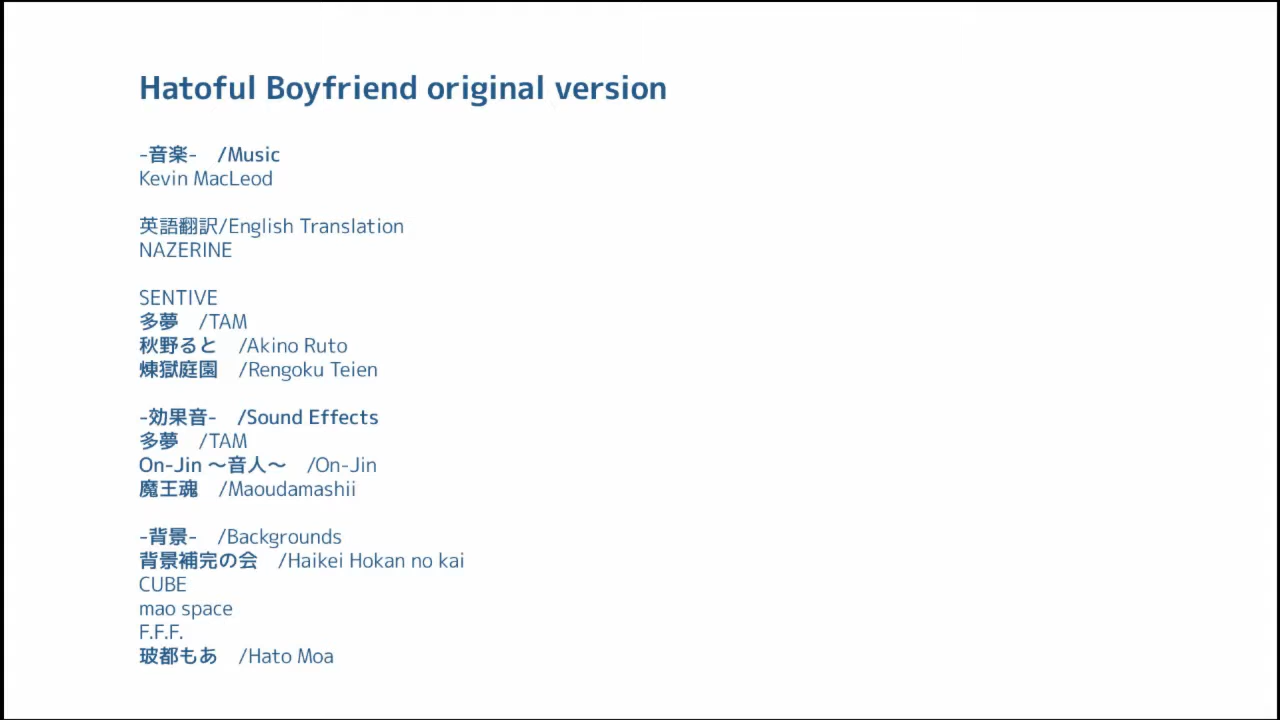 Hatoful Boyfriend original version
-音楽-　/Music
Kevin MacLeod
英語翻訳/English Translation
NAZERINE
SENTIVE
多夢　/TAM
秋野ると　/Akino Ruto
煉獄庭園　/Rengoku Teien
-効果音-　/Sound Effects
多夢　/TAM
On-Jin ～音人～　/On-Jin
魔王魂　/Maoudamashii
-背景-　/Backgrounds
背景補完の会　/Haikei Hokan no kai
CUBE
mao space
F.F.F.
玻都もあ　/Hato Moa